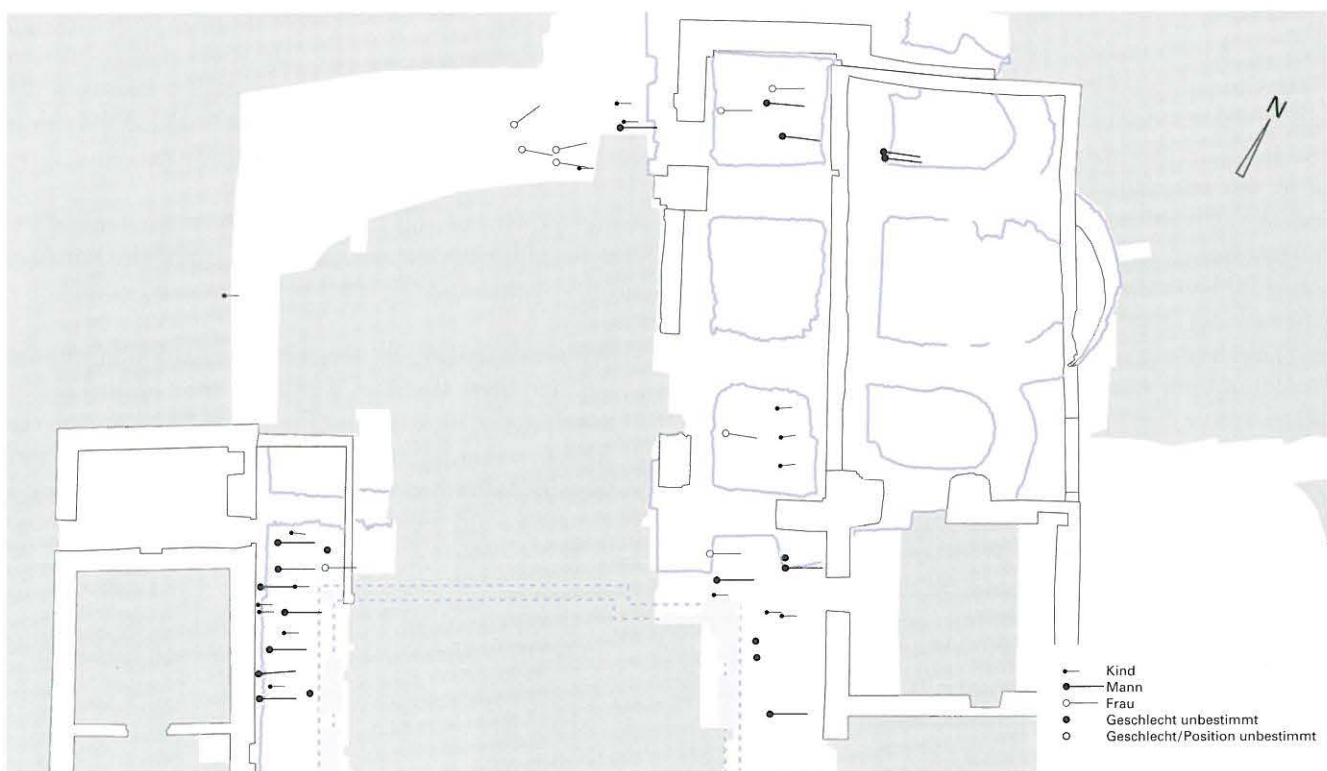 N
Kind
Mann
Frau
Geschlecht unbestimmt
Geschlecht/Position unbestimmt